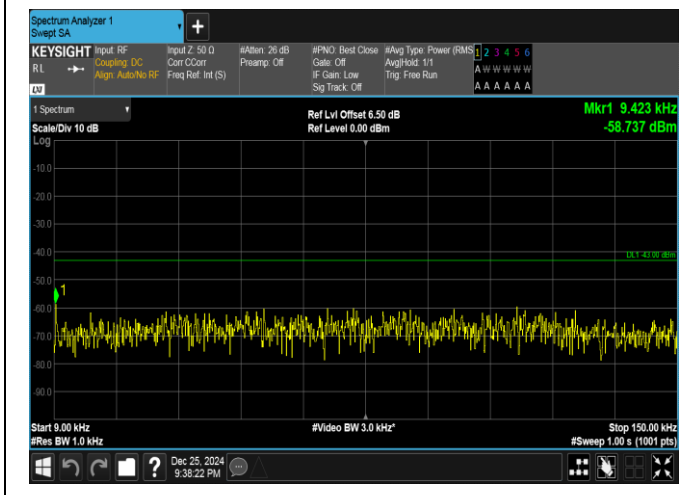 Spectrum Analyzer 1
Swept SA
+
KEYSIGHT
RL
LXI
Input: RF
Coupling: DC
Align: Auto/No RF
Input Z: 50 Ω
Corr CCorr
Freq Ref: Int (S)
#Atten: 26 dB
Preamp: Off
#PNO: Best Close
Gate: Off
IF Gain: Low
Sig Track: Off
#Avg Type: Power (RMS
Avg|Hold: 1/1
Trig: Free Run
1 2 3 4 5 6
A W W W W W
A A A A A A
1 Spectrum
Scale/Div 10 dB
Log
Ref Lvl Offset 6.50 dB
Ref Level 0.00 dBm
Mkr1 9.423 kHz
-58.737 dBm
-10.0
-20.0
-30.0
-40.0
DL1 -43.00 dBm
-50.0
1
-60.0
-70.0
-80.0
-90.0
Start 9.00 kHz
#Res BW 1.0 kHz
#Video BW 3.0 kHz*
Stop 150.00 kHz
#Sweep 1.00 s (1001 pts)
?
Dec 25, 2024
9:38:22 PM